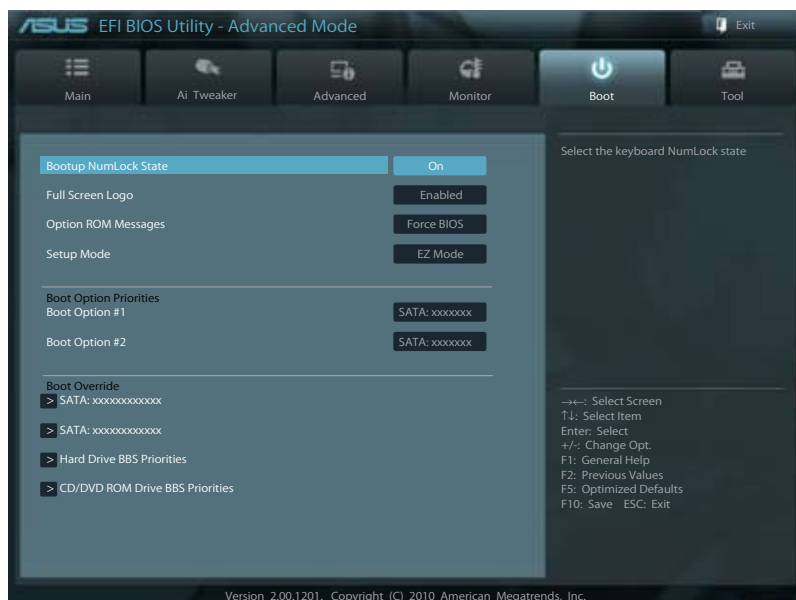 ASUS EFI BIOS Utility - Advanced Mode
Exit
Main
Ai Tweaker
Advanced
Monitor
Boot
Tool
Bootup NumLock State On
Full Screen Logo Enabled
Option ROM Messages Force BIOS
Setup Mode EZ Mode
Boot Option Priorities
Boot Option #1 SATA: xxxxxxx
Boot Option #2 SATA: xxxxxxx
Boot Override
> SATA: xxxxxxxxxxxx
> SATA: xxxxxxxxxxxx
> Hard Drive BBS Priorities
> CD/DVD ROM Drive BBS Priorities
Select the keyboard NumLock state
→←: Select Screen
↑↓: Select Item
Enter: Select
+/-: Change Opt.
F1: General Help
F2: Previous Values
F5: Optimized Defaults
F10: Save ESC: Exit
Version 2.00.1201. Copyright (C) 2010 American Megatrends, Inc.